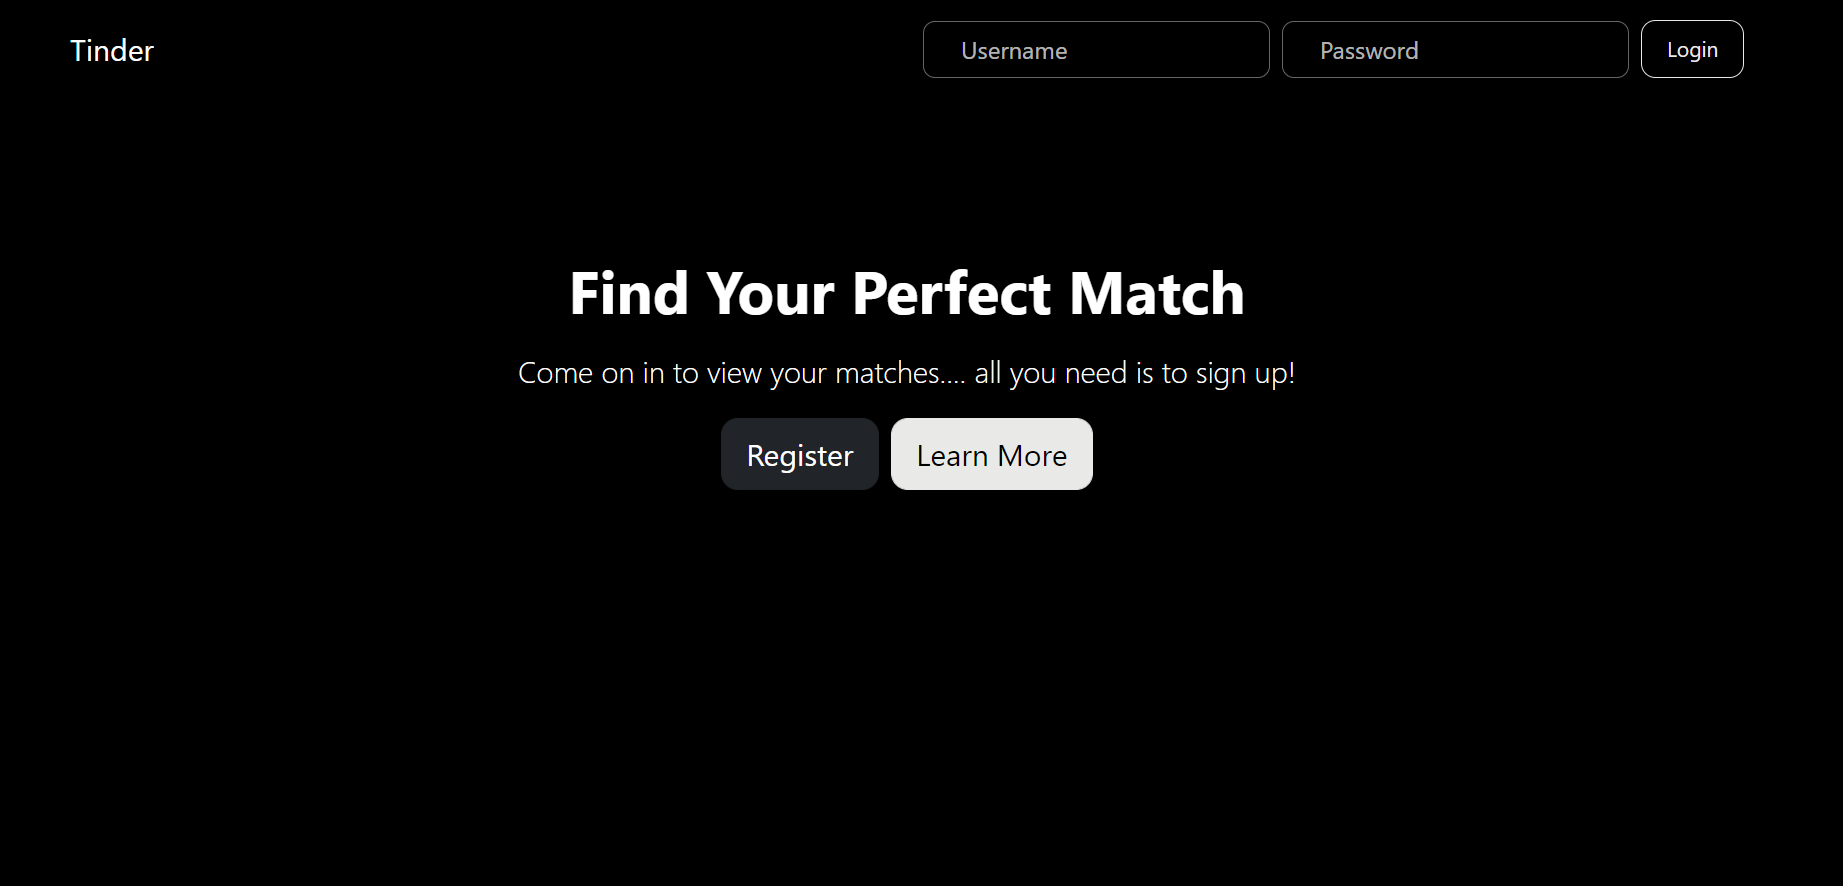 Tinder
Username
Password
Login
Find Your Perfect Match
Come on in to view your matches.... all you need is to sign up!
Register
Learn More